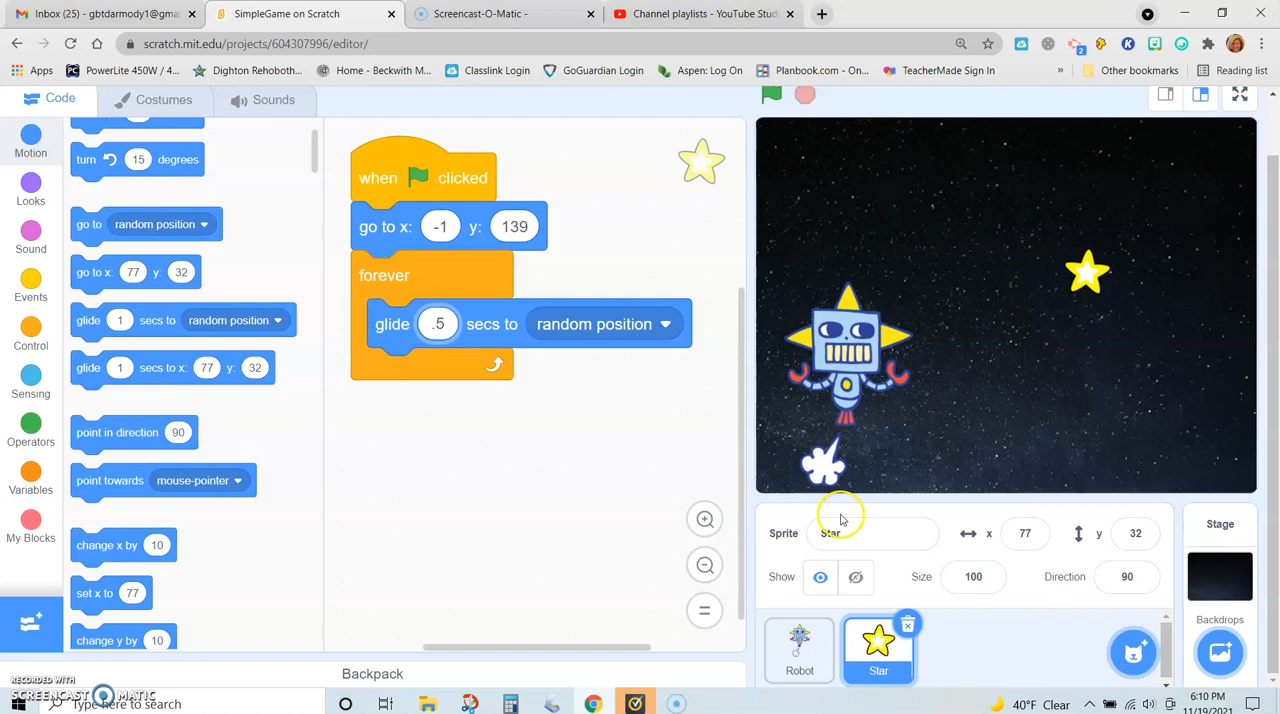 Inbox (25) - gbtdarmody1@gmai
SimpleGame on Scratch
Screencast-O-Matic -
Channel playlists - YouTube Stud
scratch.mit.edu/projects/604307996/editor/
2
Apps
PowerLite 450W / 4...
Dighton Rehoboth...
Home - Beckwith M...
Classlink Login
GoGuardian Login
Aspen: Log On
Planbook.com - On...
TeacherMade Sign In
»
Other bookmarks
Reading list
Code
Costumes
Sounds
Motion
Looks
Sound
Events
Control
Sensing
Operators
Variables
My Blocks
turn 15 degrees
go to random position
go to x: 77 y: 32
glide 1 secs to random position
glide 1 secs to x: 77 y: 32
point in direction 90
point towards mouse-pointer
change x by 10
set x to 77
change y by 10
when clicked
go to x: -1 y: 139
forever
glide .5 secs to random position
Backpack
Sprite Star x 77 y 32
Show Size 100 Direction 90
Robot
Star
Stage
Backdrops
RECORDED WITH
SCREENCAST MATIC
Type here to search
40°F Clear
6:10 PM
11/19/2021